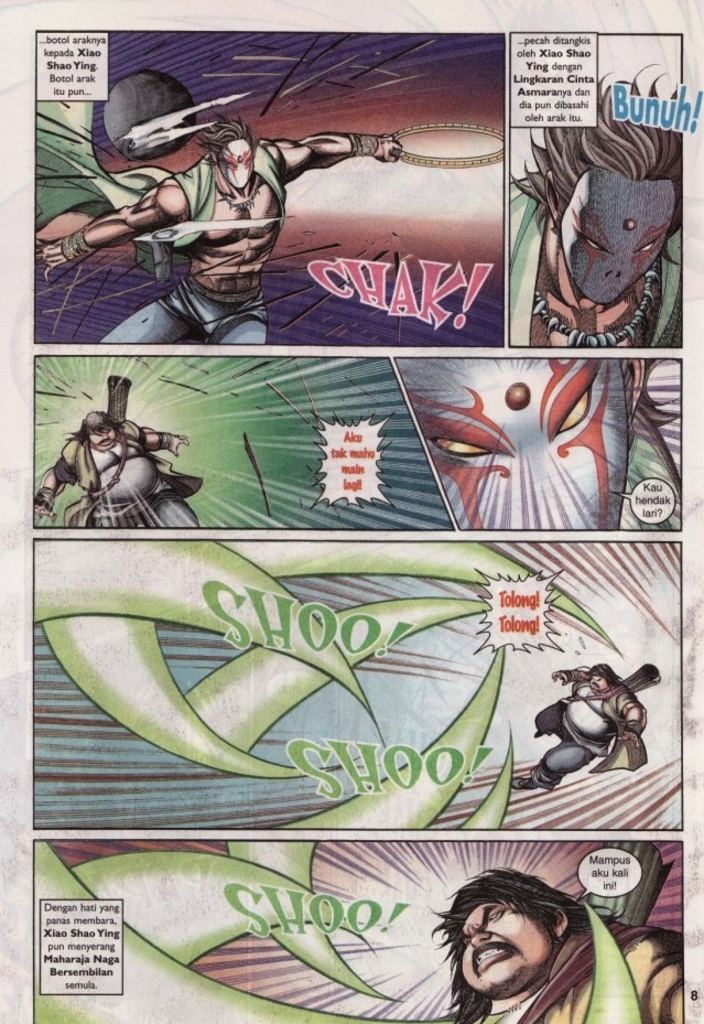 ...botol araknya
kepada Xiao
Shao Ying.
Botol arak
itu pun...
...pecah ditangkis
oleh Xiao Shao
Ying dengan
Lingkaran Cinta
Asmaranya dan
dia pun dibasahi
oleh arak itu.
Bunuh!
CHAK!
Aku
tak mahu
main
lagi!
Kau
hendak
lari?
SHOO!
Tolong!
Tolong!
SHOO!
Mampus
aku kali
ini!
SHOO!
Dengan hati yang
panas membara,
Xiao Shao Ying
pun menyerang
Maharaja Naga
Bersembilan
semula.
8